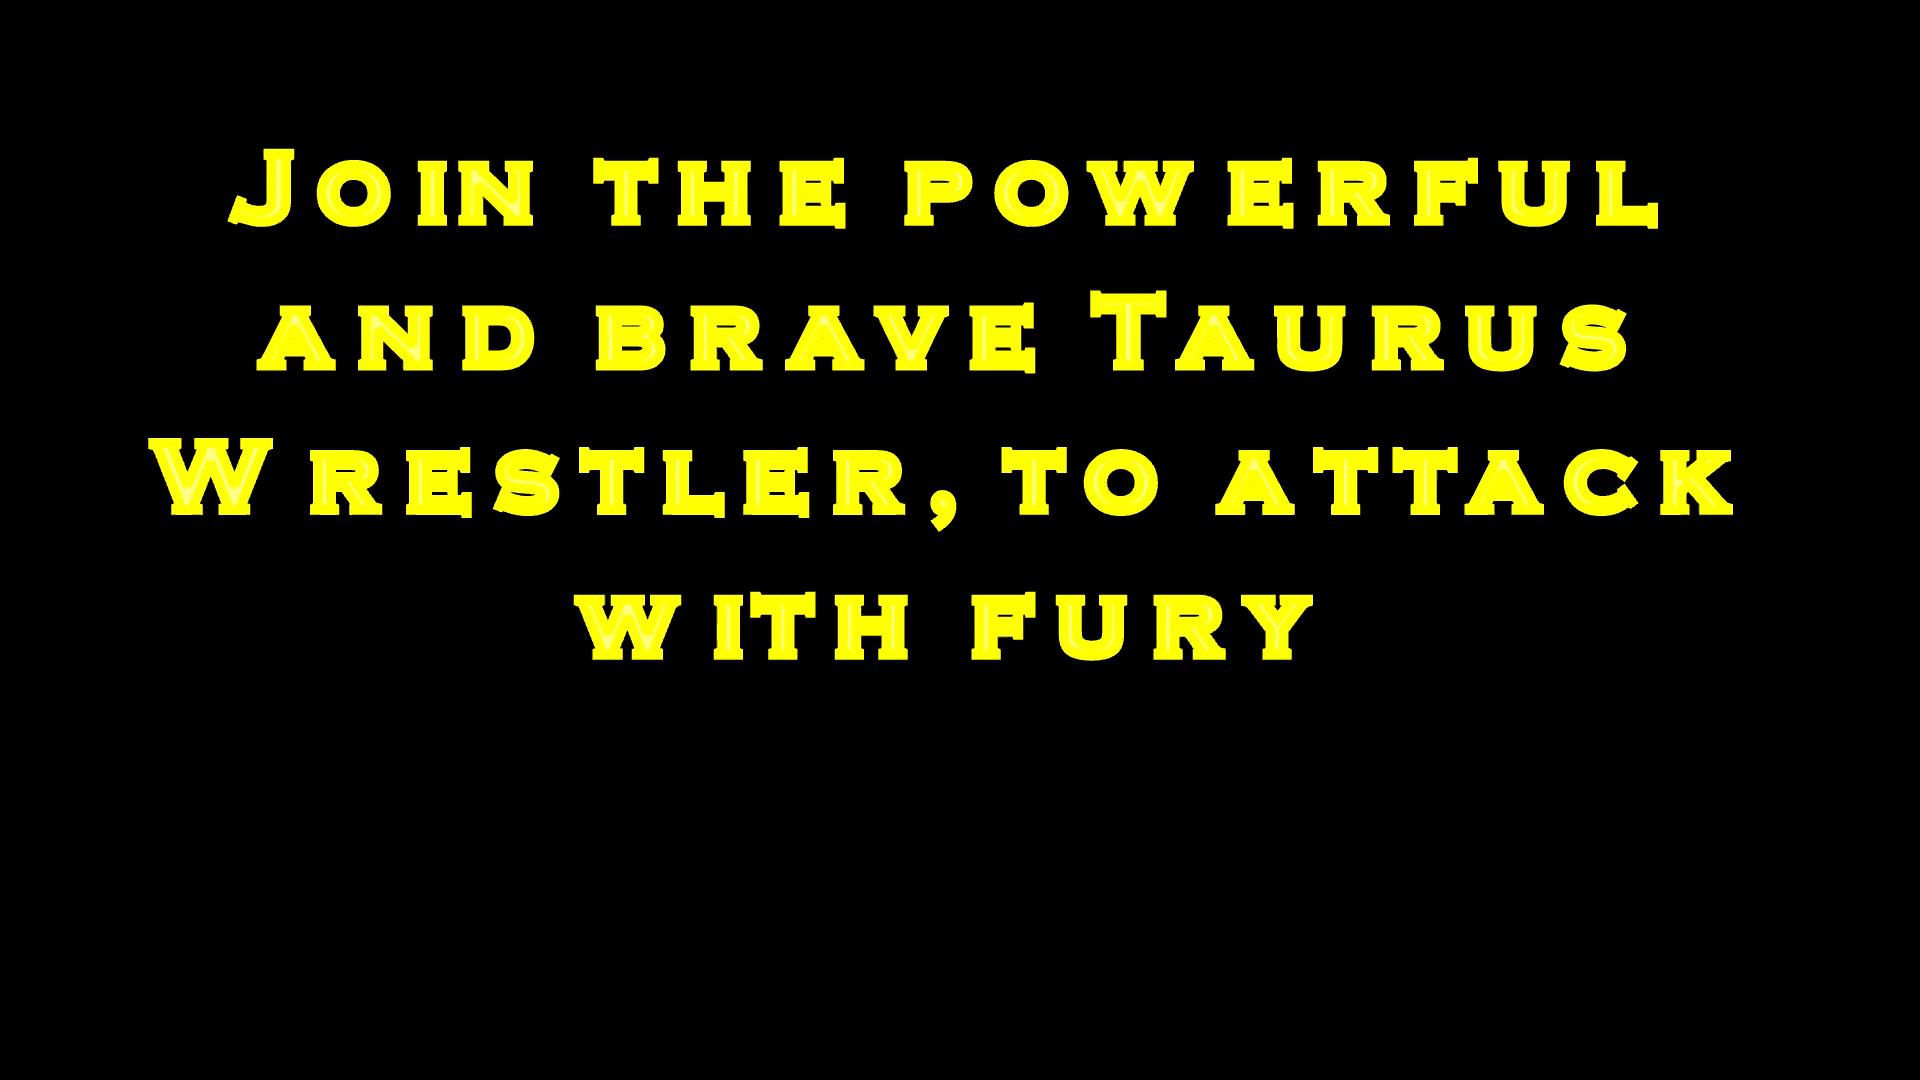 Join the powerful
and brave Taurus
Wrestler, to attack
with fury